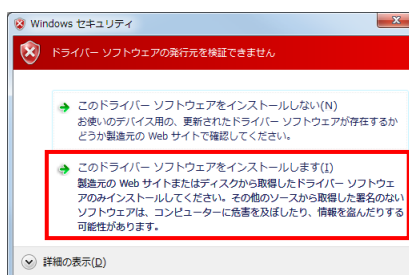 Windows セキュリティ
ドライバー ソフトウェアの発行元を検証できません
このドライバー ソフトウェアをインストールしない(N)
お使いのデバイス用の、更新されたドライバー ソフトウェアが存在するか
どうか製造元の Web サイトで確認してください。
このドライバー ソフトウェアをインストールします(I)
製造元の Web サイトまたはディスクから取得したドライバー ソフトウェ
アのみインストールしてください。その他のソースから取得した署名のない
ソフトウェアは、コンピューターに危害を及ぼしたり、情報を盗んだりする
可能性があります。
詳細の表示(D)